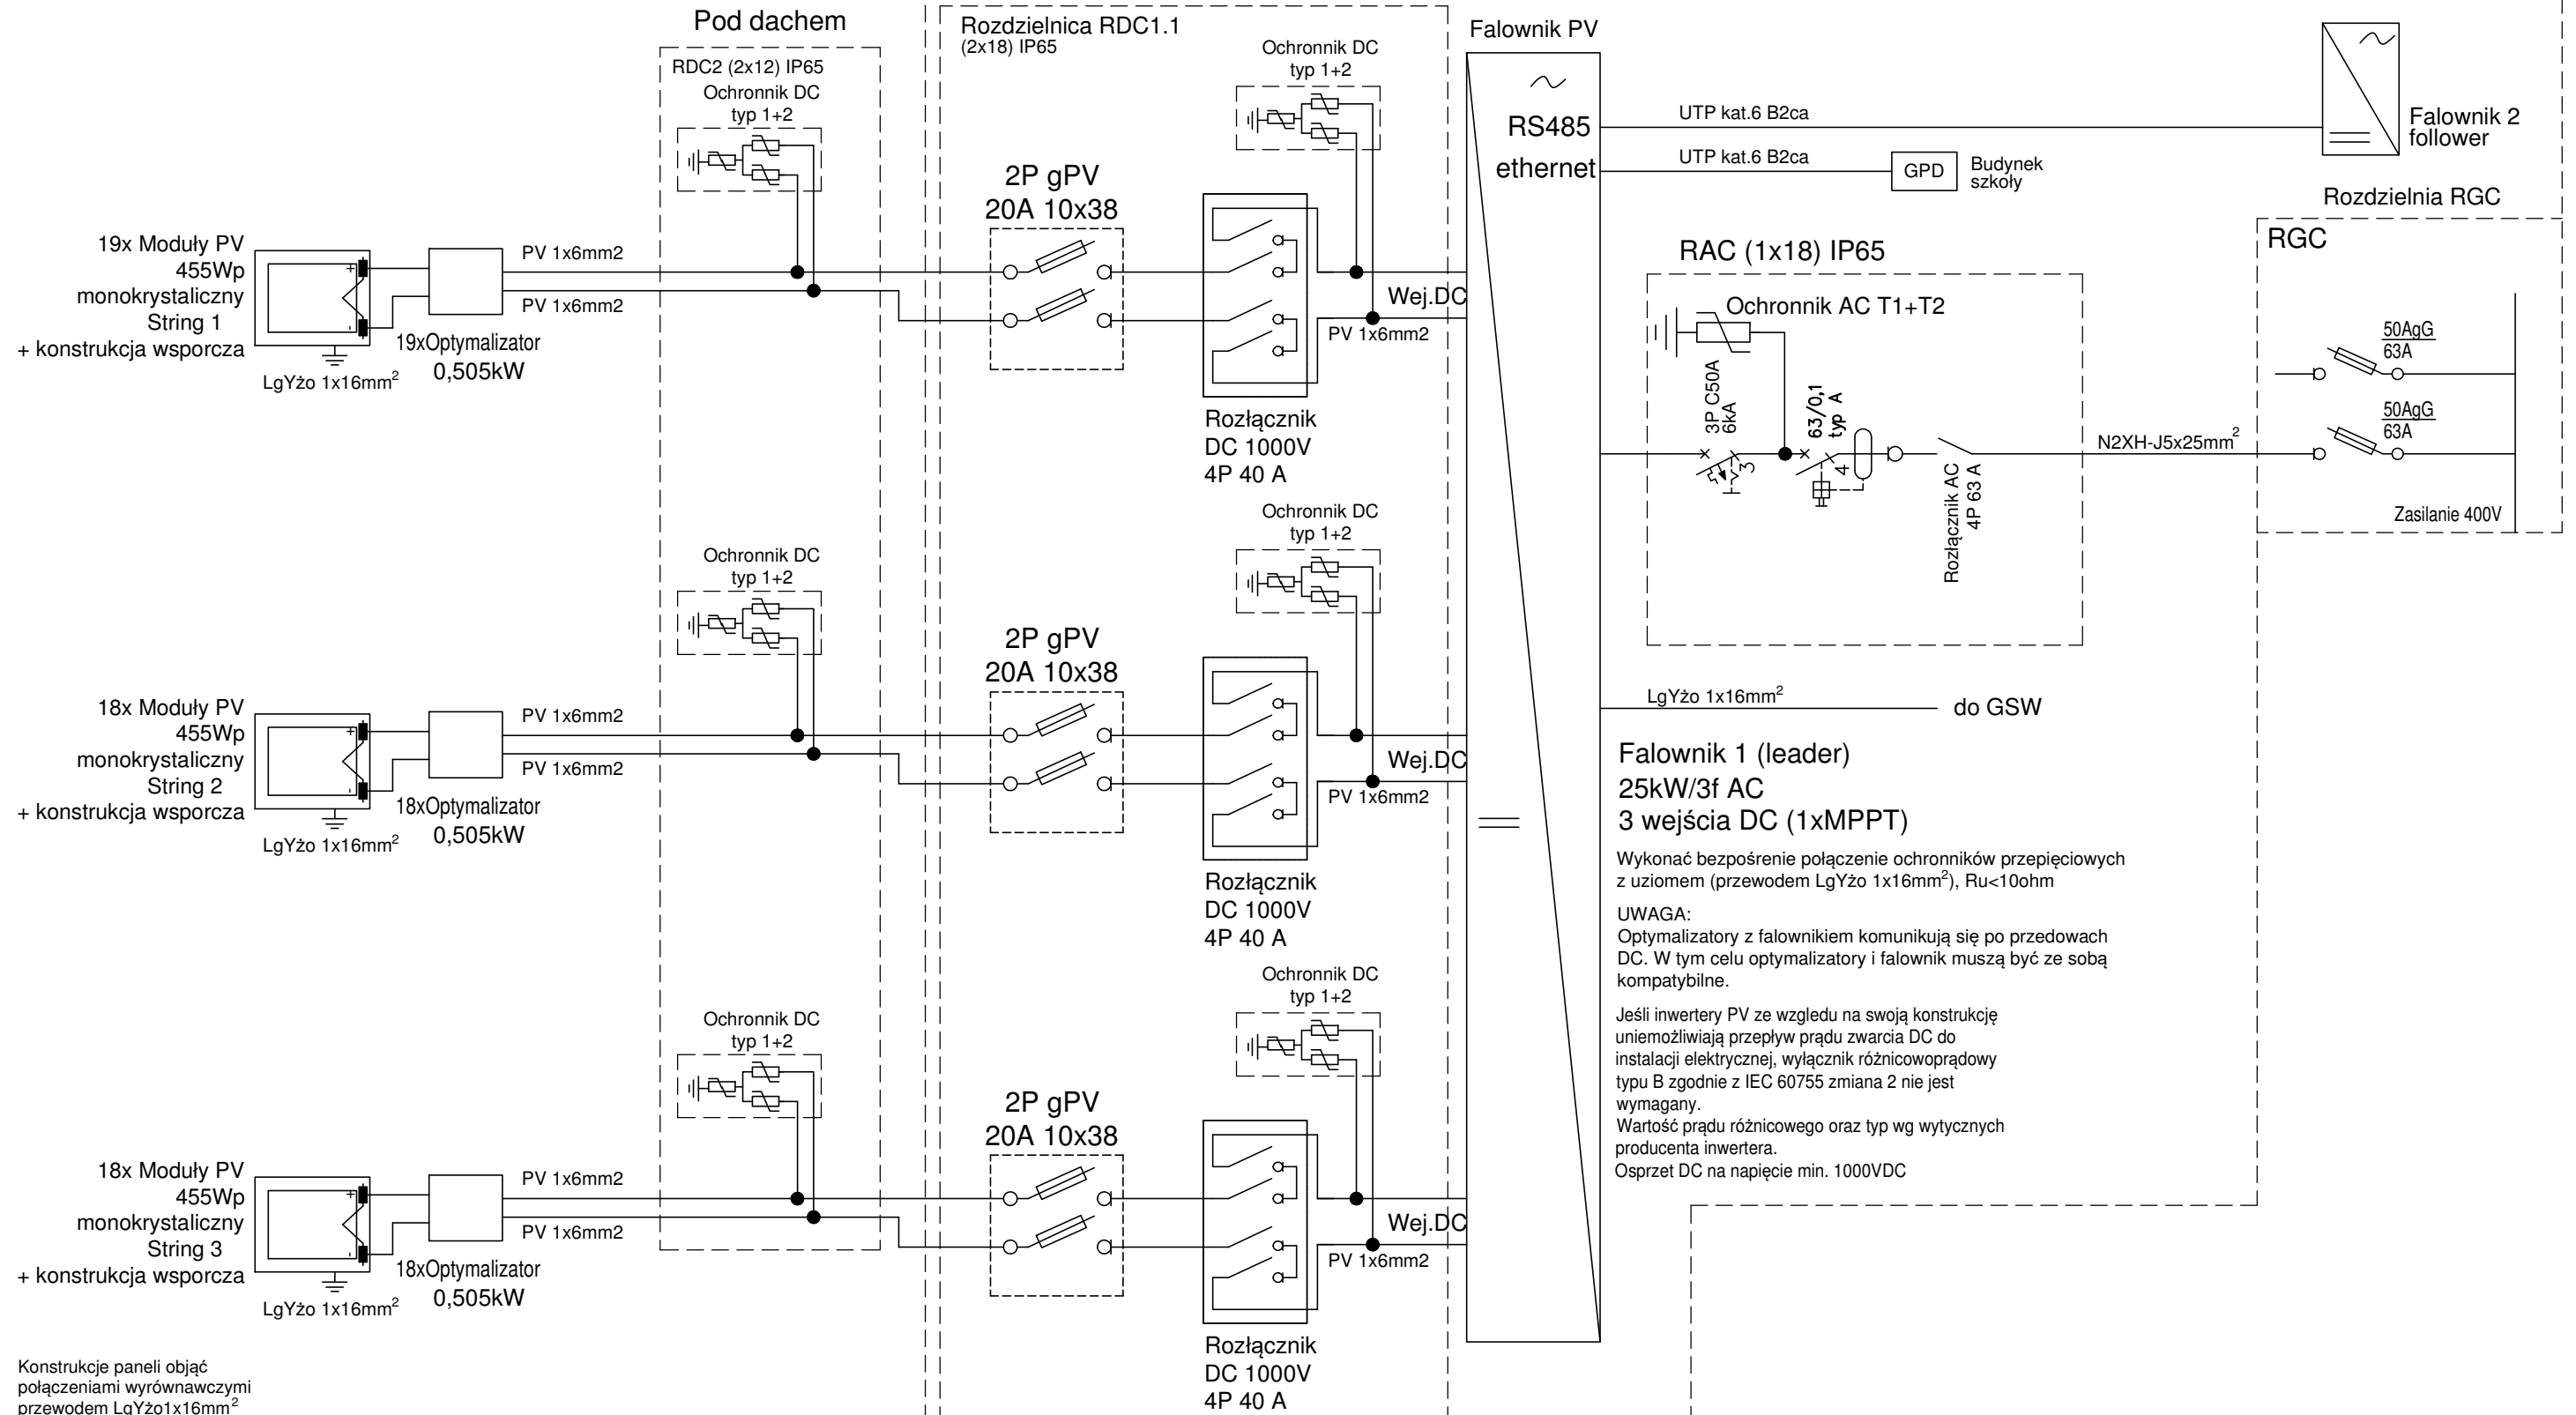 Pod dachem
RDC2 (2x12) IP65
Ochronnik DC
typ 1+2
Rozdzielnica RDC1.1
(2x18) IP65
Ochronnik DC
typ 1+2
Falownik PV
RS485
ethernet
UTP kat.6 B2ca
UTP kat.6 B2ca
GPD
Budynek
szkoły
Falownik 2
follower
Rozdzielnia RGC
RGC
50AgG
63A
50AgG
63A
Zasilanie 400V
RAC (1x18) IP65
Ochronnik AC T1+T2
3P C50A
6kA
3
63/0,1
typ A
4
Rozłącznik AC
4P 63 A
N2XH-J5x25mm²
19x Moduły PV
455Wp
monokrystaliczny
String 1
+ konstrukcja wsporcza
LgYżo 1x16mm²
19xOptymalizator
0,505kW
PV 1x6mm2
PV 1x6mm2
2P gPV
20A 10x38
Rozłącznik
DC 1000V
4P 40 A
Wej.DC
PV 1x6mm2
Ochronnik DC
typ 1+2
Ochronnik DC
typ 1+2
18x Moduły PV
455Wp
monokrystaliczny
String 2
+ konstrukcja wsporcza
LgYżo 1x16mm²
18xOptymalizator
0,505kW
PV 1x6mm2
PV 1x6mm2
2P gPV
20A 10x38
Rozłącznik
DC 1000V
4P 40 A
Wej.DC
PV 1x6mm2
Ochronnik DC
typ 1+2
Ochronnik DC
typ 1+2
18x Moduły PV
455Wp
monokrystaliczny
String 3
+ konstrukcja wsporcza
LgYżo 1x16mm²
18xOptymalizator
0,505kW
PV 1x6mm2
PV 1x6mm2
2P gPV
20A 10x38
Rozłącznik
DC 1000V
4P 40 A
Wej.DC
PV 1x6mm2
LgYżo 1x16mm²
do GSW
Falownik 1 (leader)
25kW/3f AC
3 wejścia DC (1xMPPT)
Wykonać bezpośrenie połączenie ochronników przepięciowych
z uziomem (przewodem LgYżo 1x16mm²), Ru<10ohm
UWAGA:
Optymalizatory z falownikiem komunikują się po przedowach
DC. W tym celu optymalizatory i falownik muszą być ze sobą
kompatybilne.
Jeśli inwertery PV ze wzgledu na swoją konstrukcję
uniemożliwiają przepływ prądu zwarcia DC do
instalacji elektrycznej, wyłącznik różnicowoprądowy
typu B zgodnie z IEC 60755 zmiana 2 nie jest
wymagany.
Wartość prądu różnicowego oraz typ wg wytycznych
producenta inwertera.
Osprzet DC na napięcie min. 1000VDC
Konstrukcje paneli objąć
połączeniami wyrównawczymi
przewodem LgYżo1x16mm²